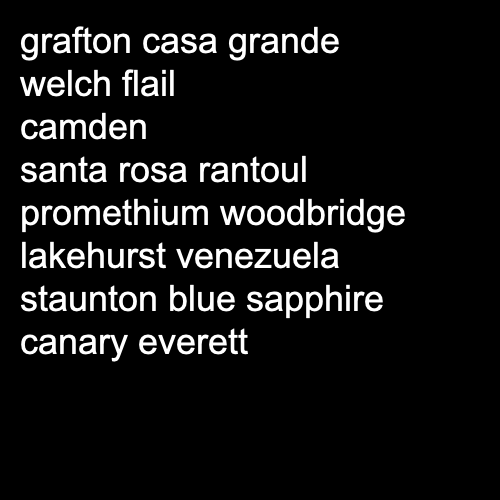 grafton casa grande
welch flail
camden
santa rosa rantoul
promethium woodbridge
lakehurst venezuela
staunton blue sapphire
canary everett